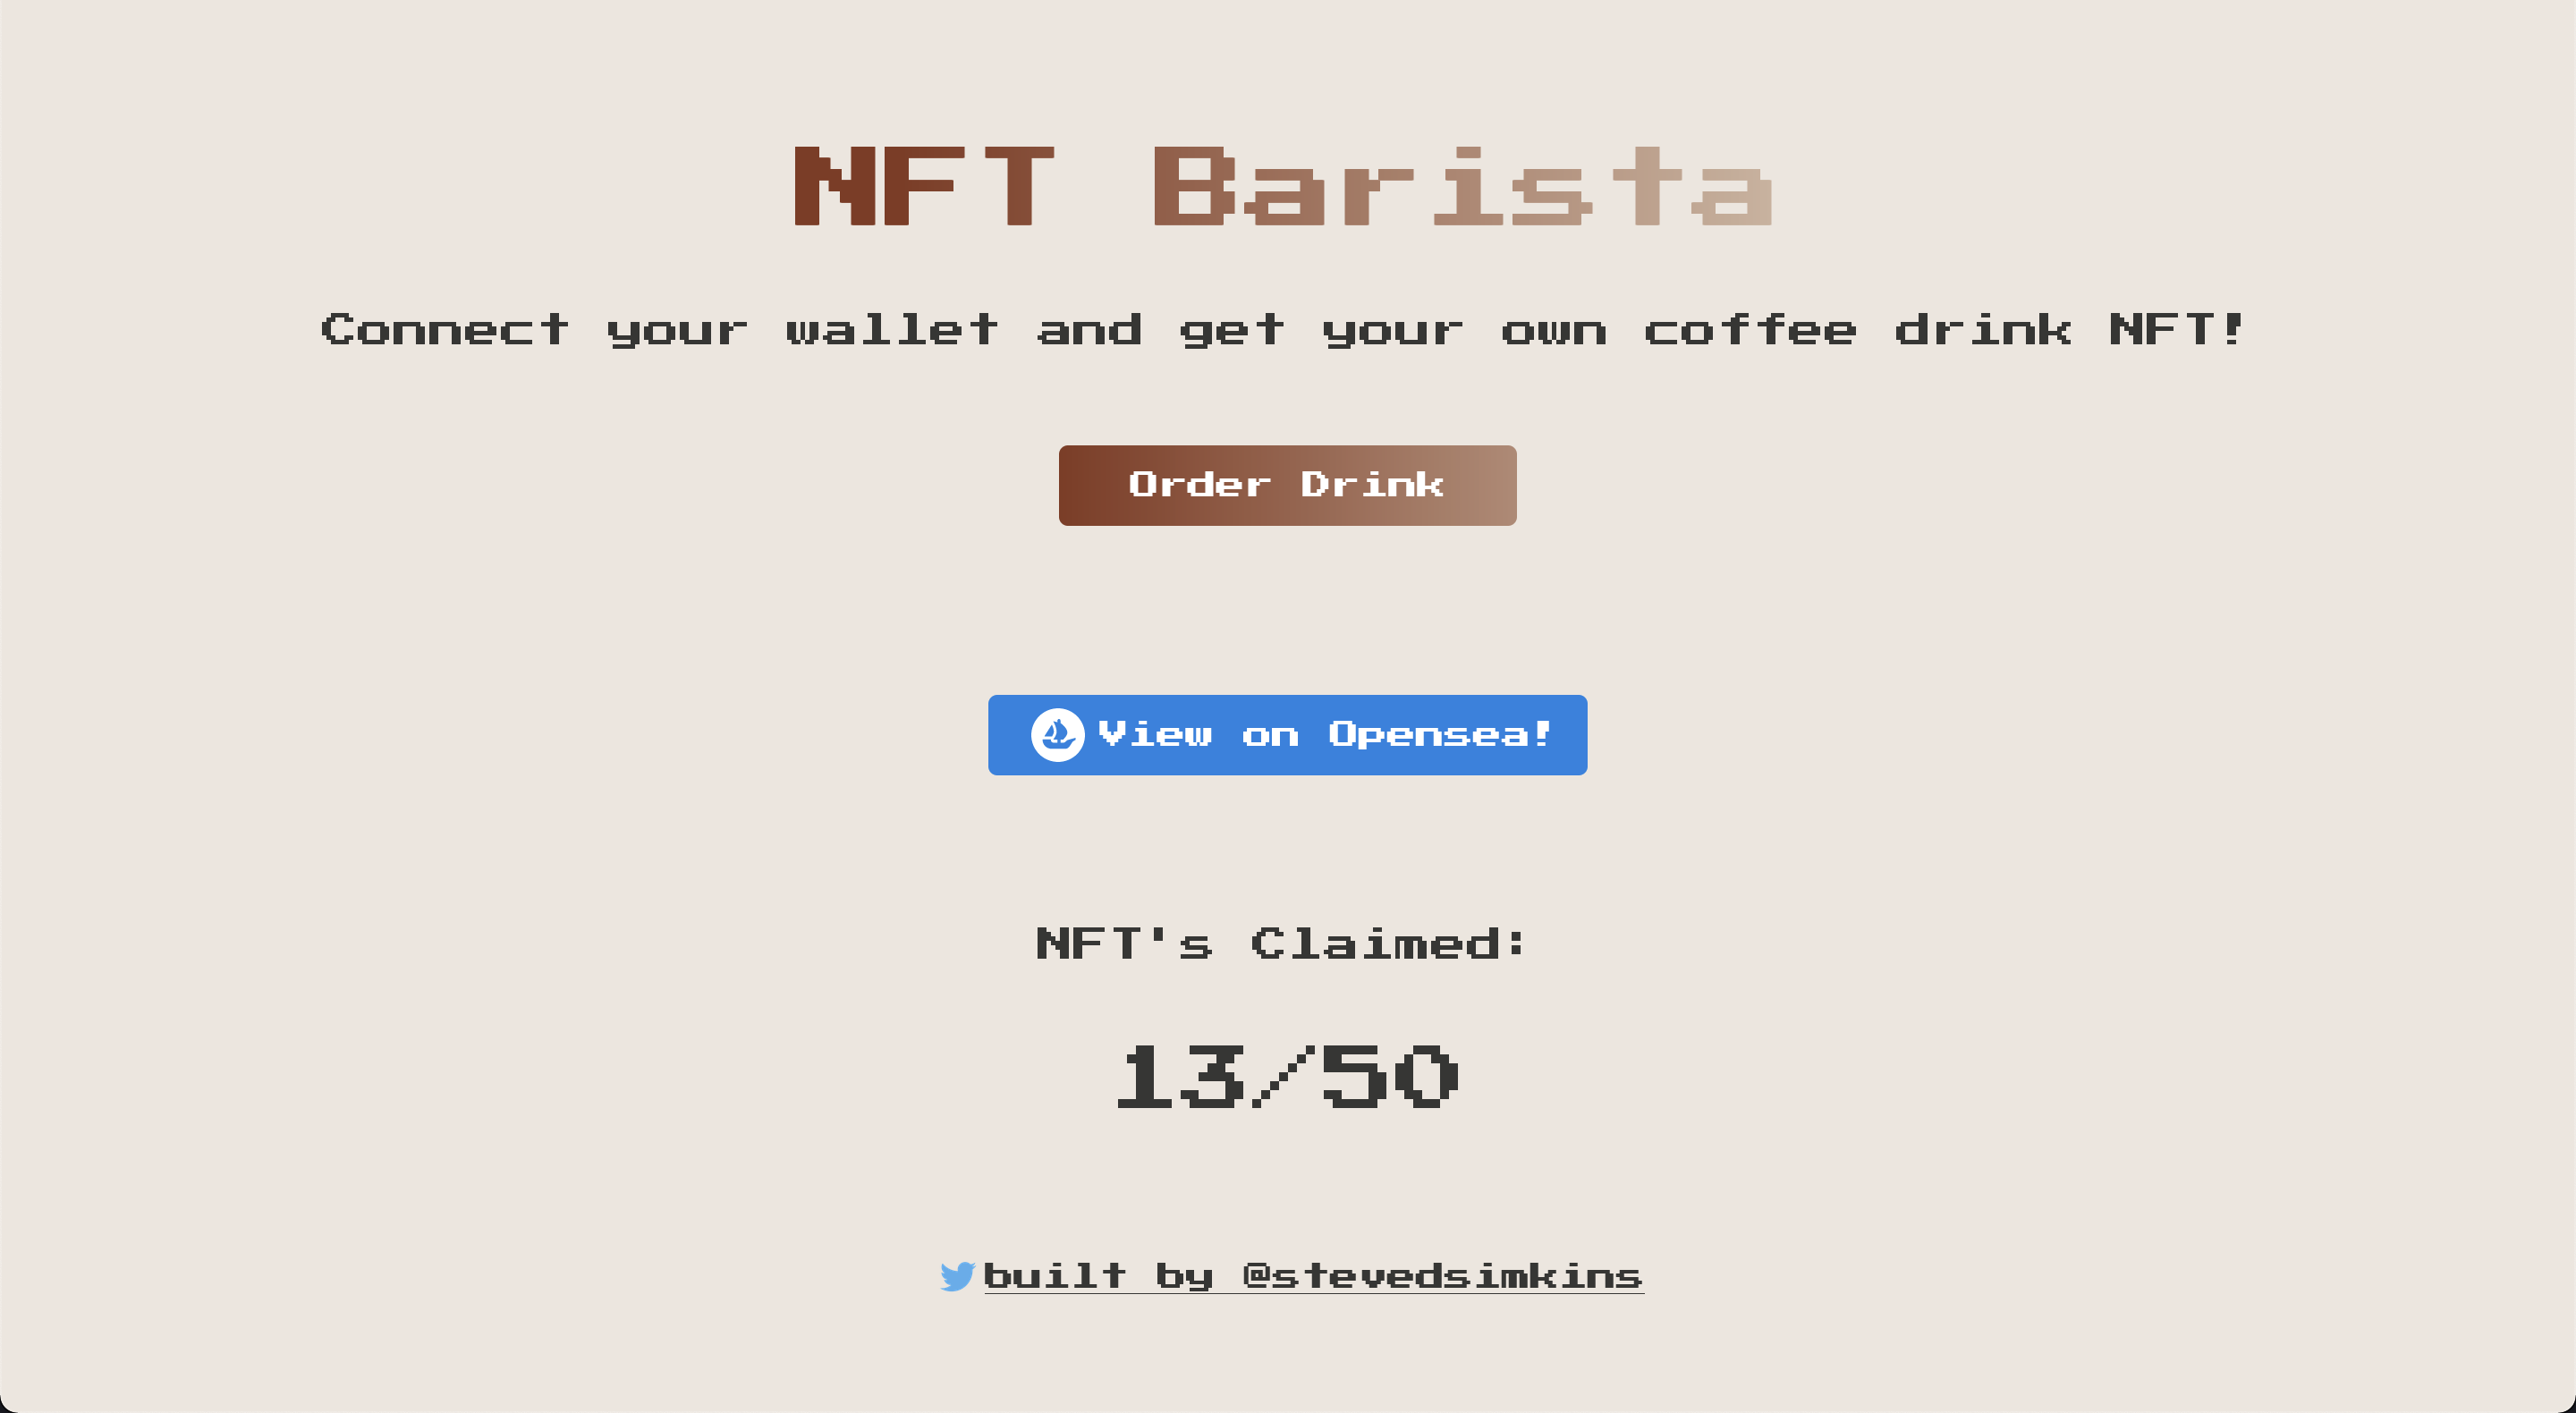 NFT Barista
Connect your wallet and get your own coffee drink NFT!
Order Drink
View on Opensea!
NFT's Claimed:
13/50
built by @stevedsimkins